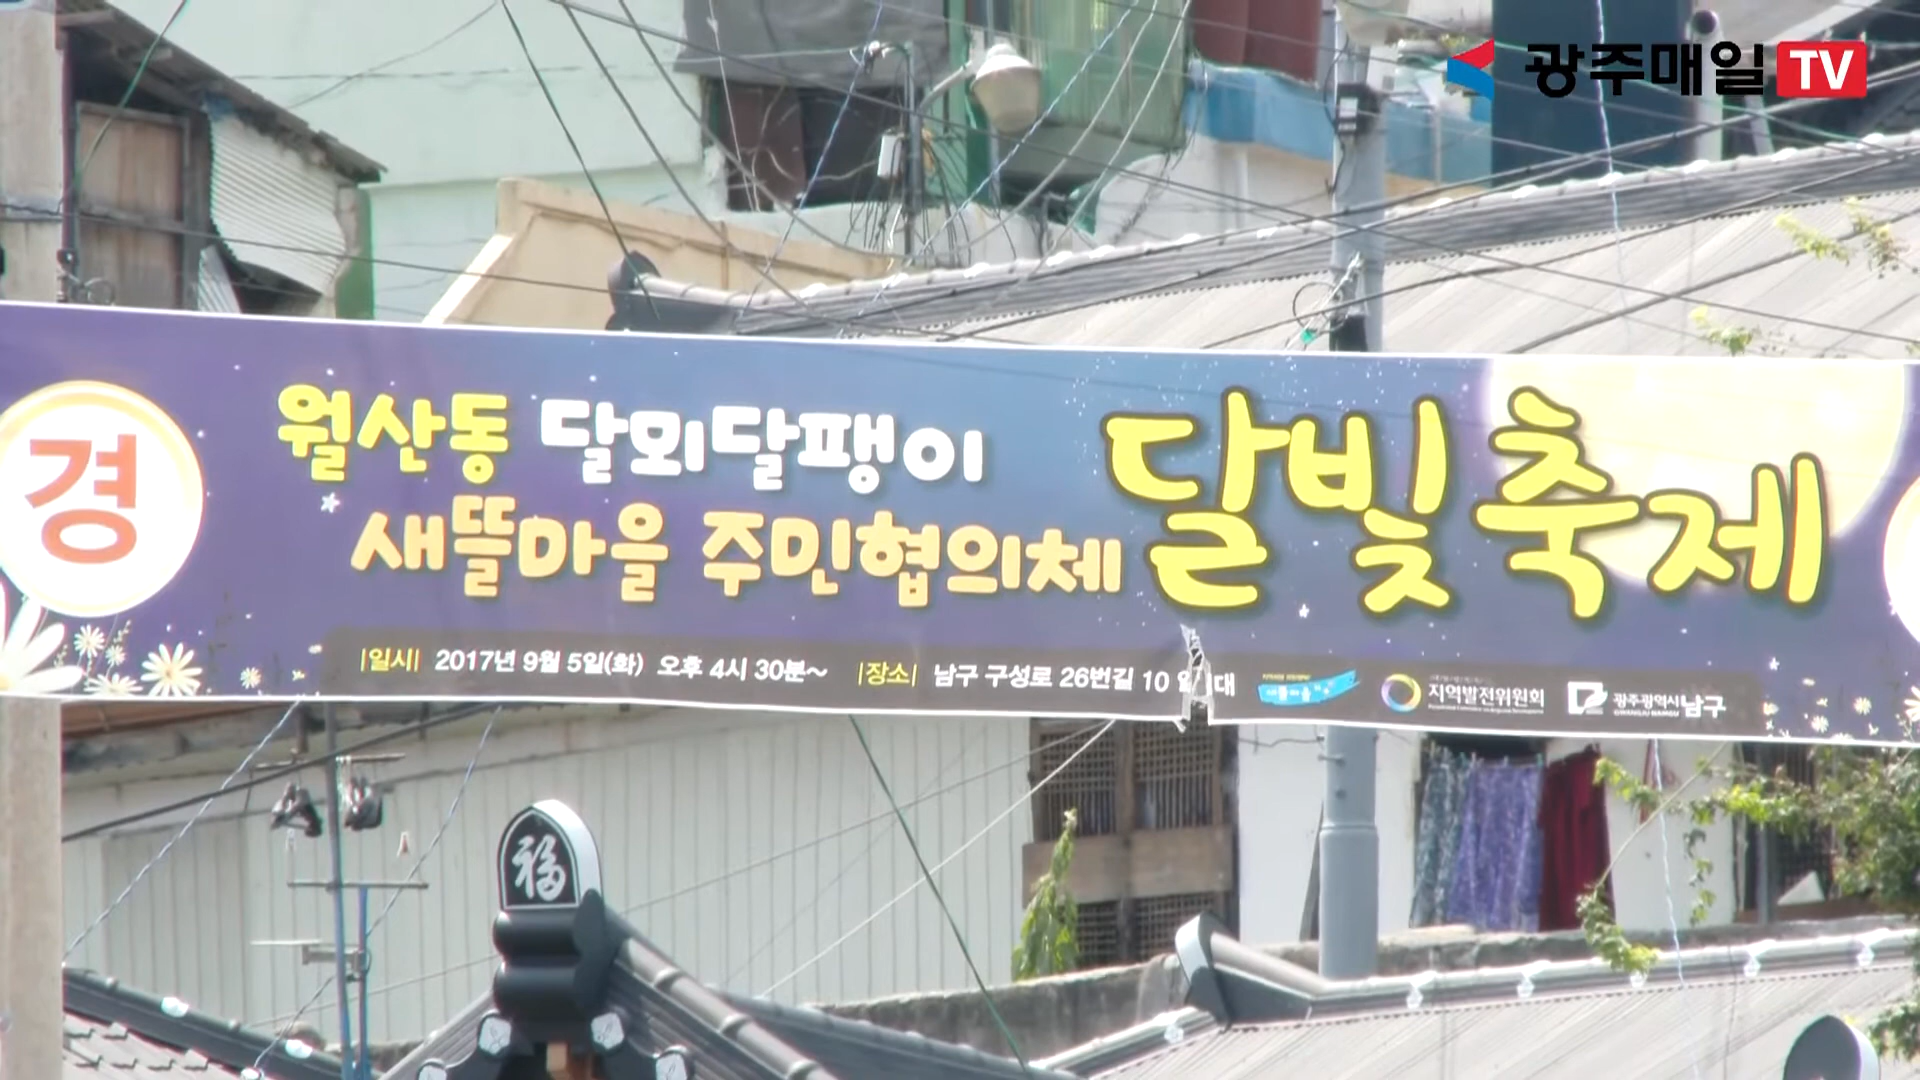 광주매일 TV
경
월산동 달뫼달팽이
새뜰마을 주민협의체
달빛축제
|일시| 2017년 9월 5일(화) 오후 4시 30분~ |장소| 남구 구성로 26번길 10 일대
지역발전위원회
광주광역시 남구
福